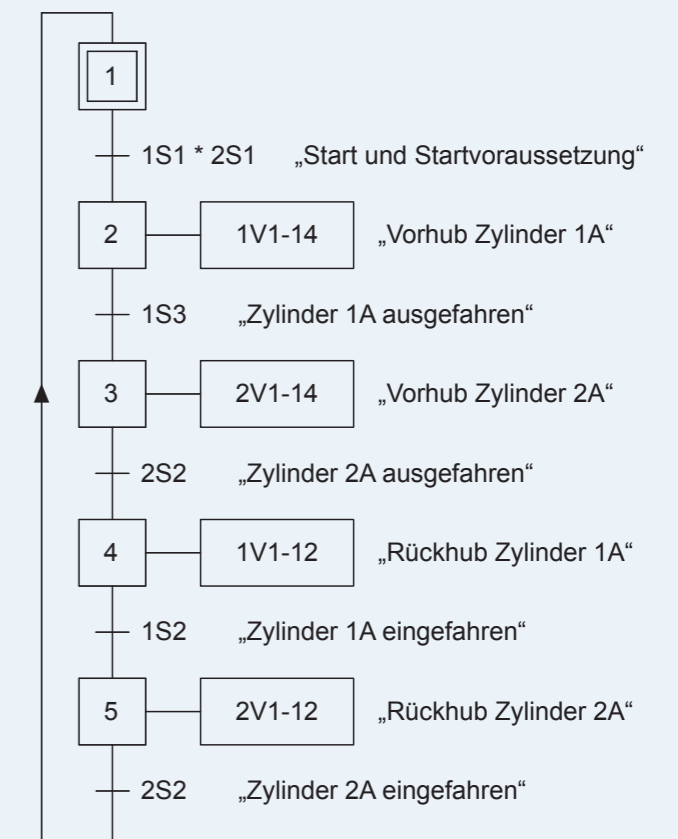 1
1S1 * 2S1 „Start und Startvoraussetzung“
2 1V1-14 „Vorhub Zylinder 1A“
1S3 „Zylinder 1A ausgefahren“
3 2V1-14 „Vorhub Zylinder 2A“
2S2 „Zylinder 2A ausgefahren“
4 1V1-12 „Rückhub Zylinder 1A“
1S2 „Zylinder 1A eingefahren“
5 2V1-12 „Rückhub Zylinder 2A“
2S2 „Zylinder 2A eingefahren“